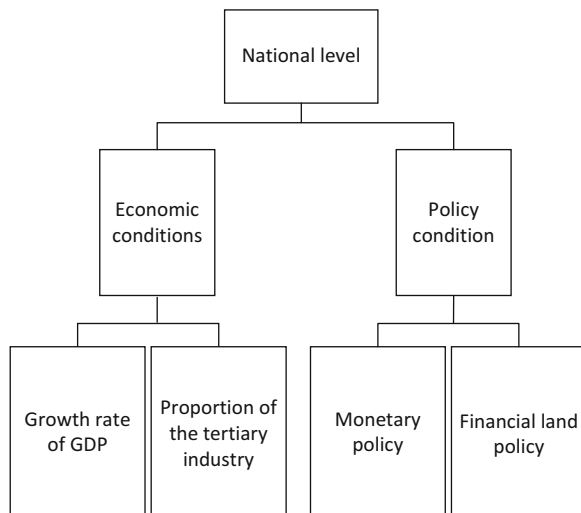 National level
Economic
conditions
Policy
condition
Growth rate
of GDP
Proportion of
the tertiary
industry
Monetary
policy
Financial land
policy